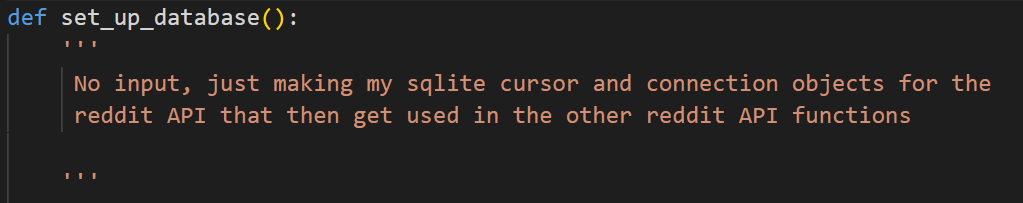 def set_up_database():
'''
No input, just making my sqlite cursor and connection objects for the
reddit API that then get used in the other reddit API functions
'''